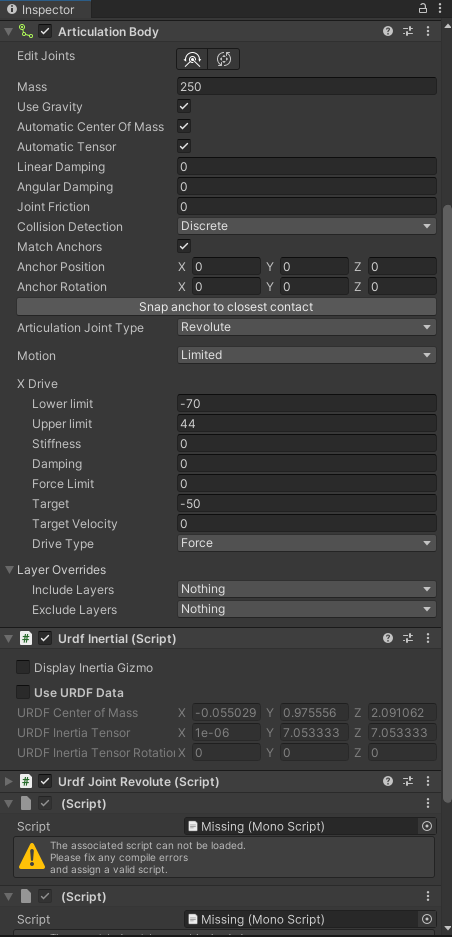 Inspector
Articulation Body
Edit Joints
Mass 250
Use Gravity
Automatic Center Of Mass
Automatic Tensor
Linear Damping 0
Angular Damping 0
Joint Friction 0
Collision Detection Discrete
Match Anchors
Anchor Position X 0 Y 0 Z 0
Anchor Rotation X 0 Y 0 Z 0
Snap anchor to closest contact
Articulation Joint Type Revolute
Motion Limited
X Drive
Lower limit -70
Upper limit 44
Stiffness 0
Damping 0
Force Limit 0
Target -50
Target Velocity 0
Drive Type Force
Layer Overrides
Include Layers Nothing
Exclude Layers Nothing
# Urdf Inertial (Script)
Display Inertia Gizmo
Use URDF Data
URDF Center of Mass X -0.055029 Y 0.975556 Z 2.091062
URDF Inertia Tensor X 1e-06 Y 7.053333 Z 7.053333
URDF Inertia Tensor Rotation X 0 Y 0 Z 0
# Urdf Joint Revolute (Script)
(Script)
Script Missing (Mono Script)
The associated script can not be loaded.
Please fix any compile errors
and assign a valid script.
(Script)
Script Missing (Mono Script)